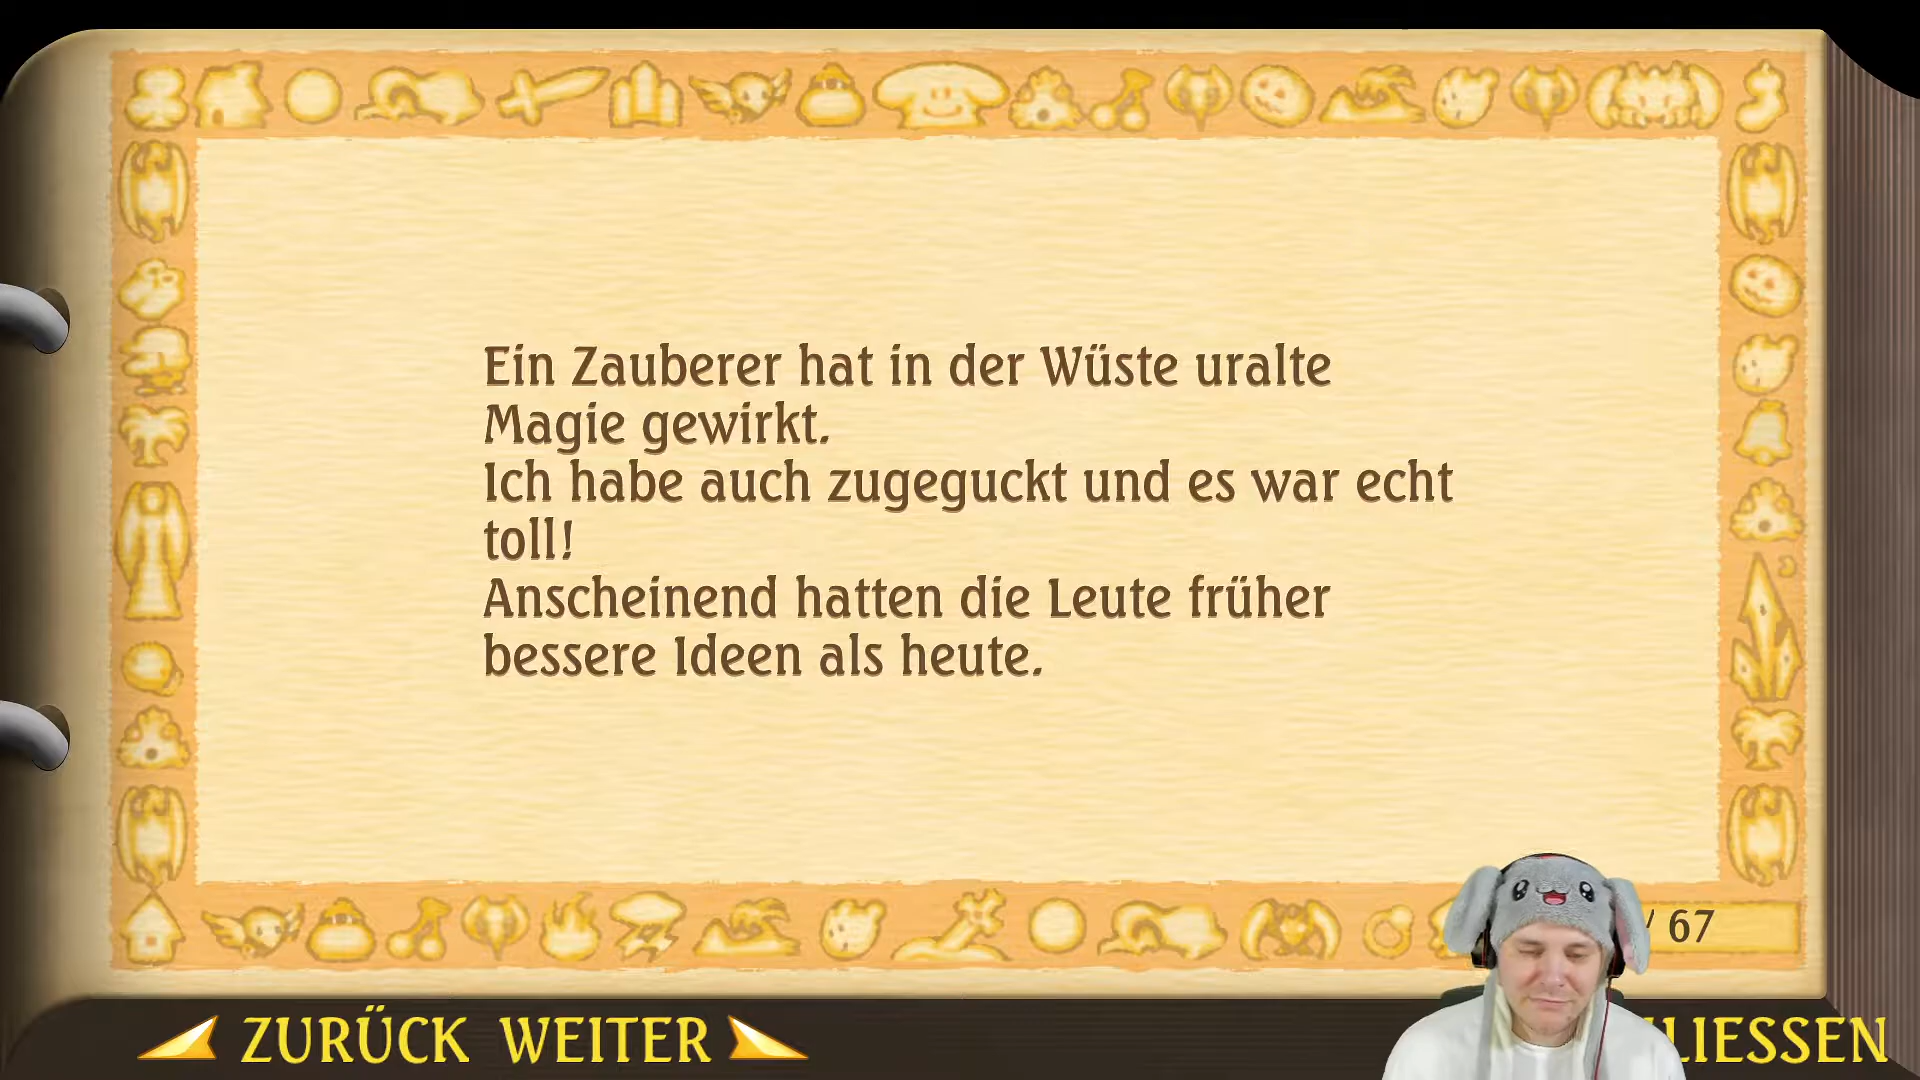 Ein Zauberer hat in der Wüste uralte
Magie gewirkt.
Ich habe auch zugeguckt und es war echt
toll!
Anscheinend hatten die Leute früher
bessere Ideen als heute.
/ 67
ZURÜCK WEITER